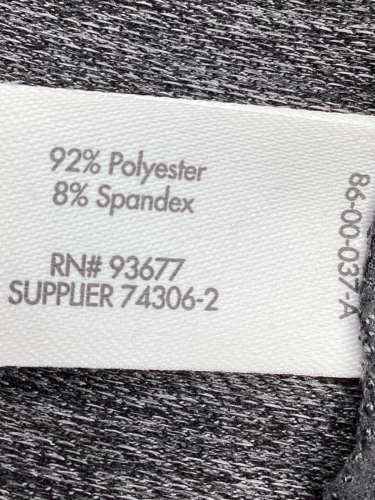 92% Polyester
8% Spandex
RN# 93677
SUPPLIER 74306-2
86-00-037-A